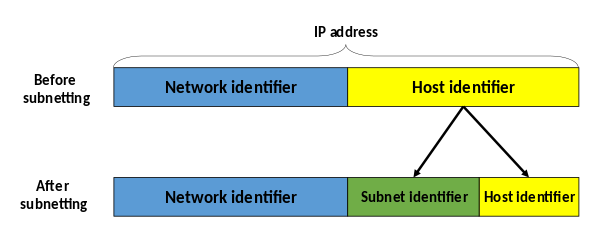 IP address
Before
subnetting
Network identifier
Host identifier
After
subnetting
Network identifier
Subnet Identifier
Host Identifier